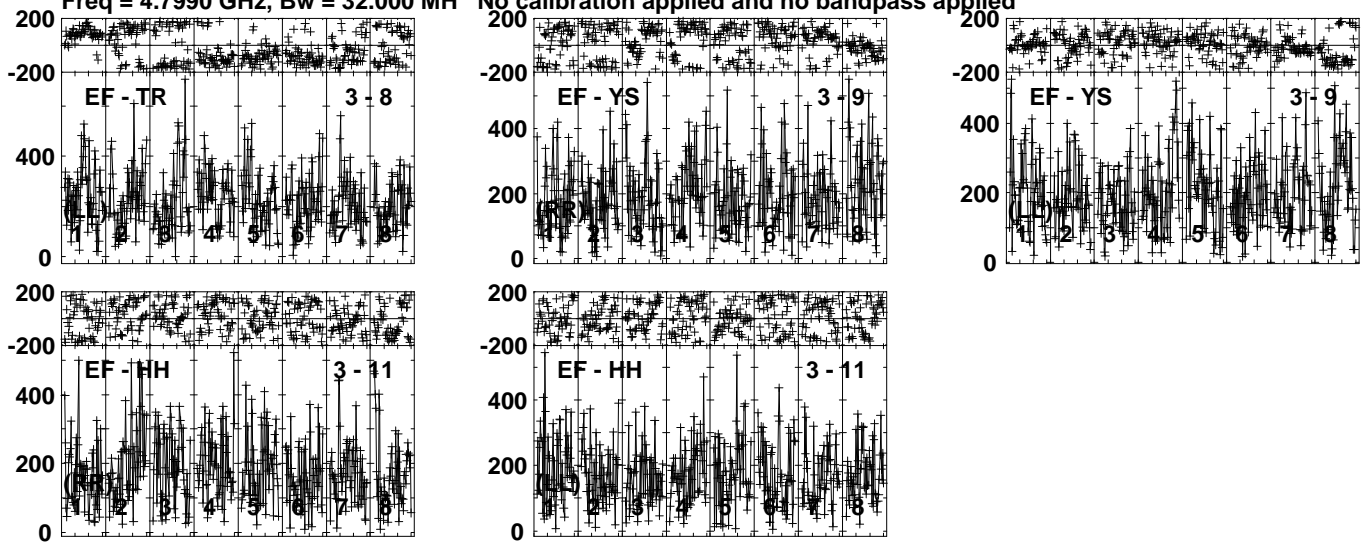 Freq = 4.7990 GHz, Bw = 32.000 MH No calibration applied and no bandpass applied
200
-200
EF - TR 3 - 8
400
0
(LL)
1 2 3 4 5 6 7 8
200
-200
EF - YS 3 - 9
400
200
0
(RR)
1 2 3 4 5 6 7 8
200
-200
EF - YS 3 - 9
400
200
0
(LL)
1 2 3 4 5 6 7 8
200
-200
EF - HH 3 - 11
400
200
0
(RR)
1 2 3 4 5 6 7 8
200
-200
EF - HH 3 - 11
400
200
0
(LL)
1 2 3 4 5 6 7 8